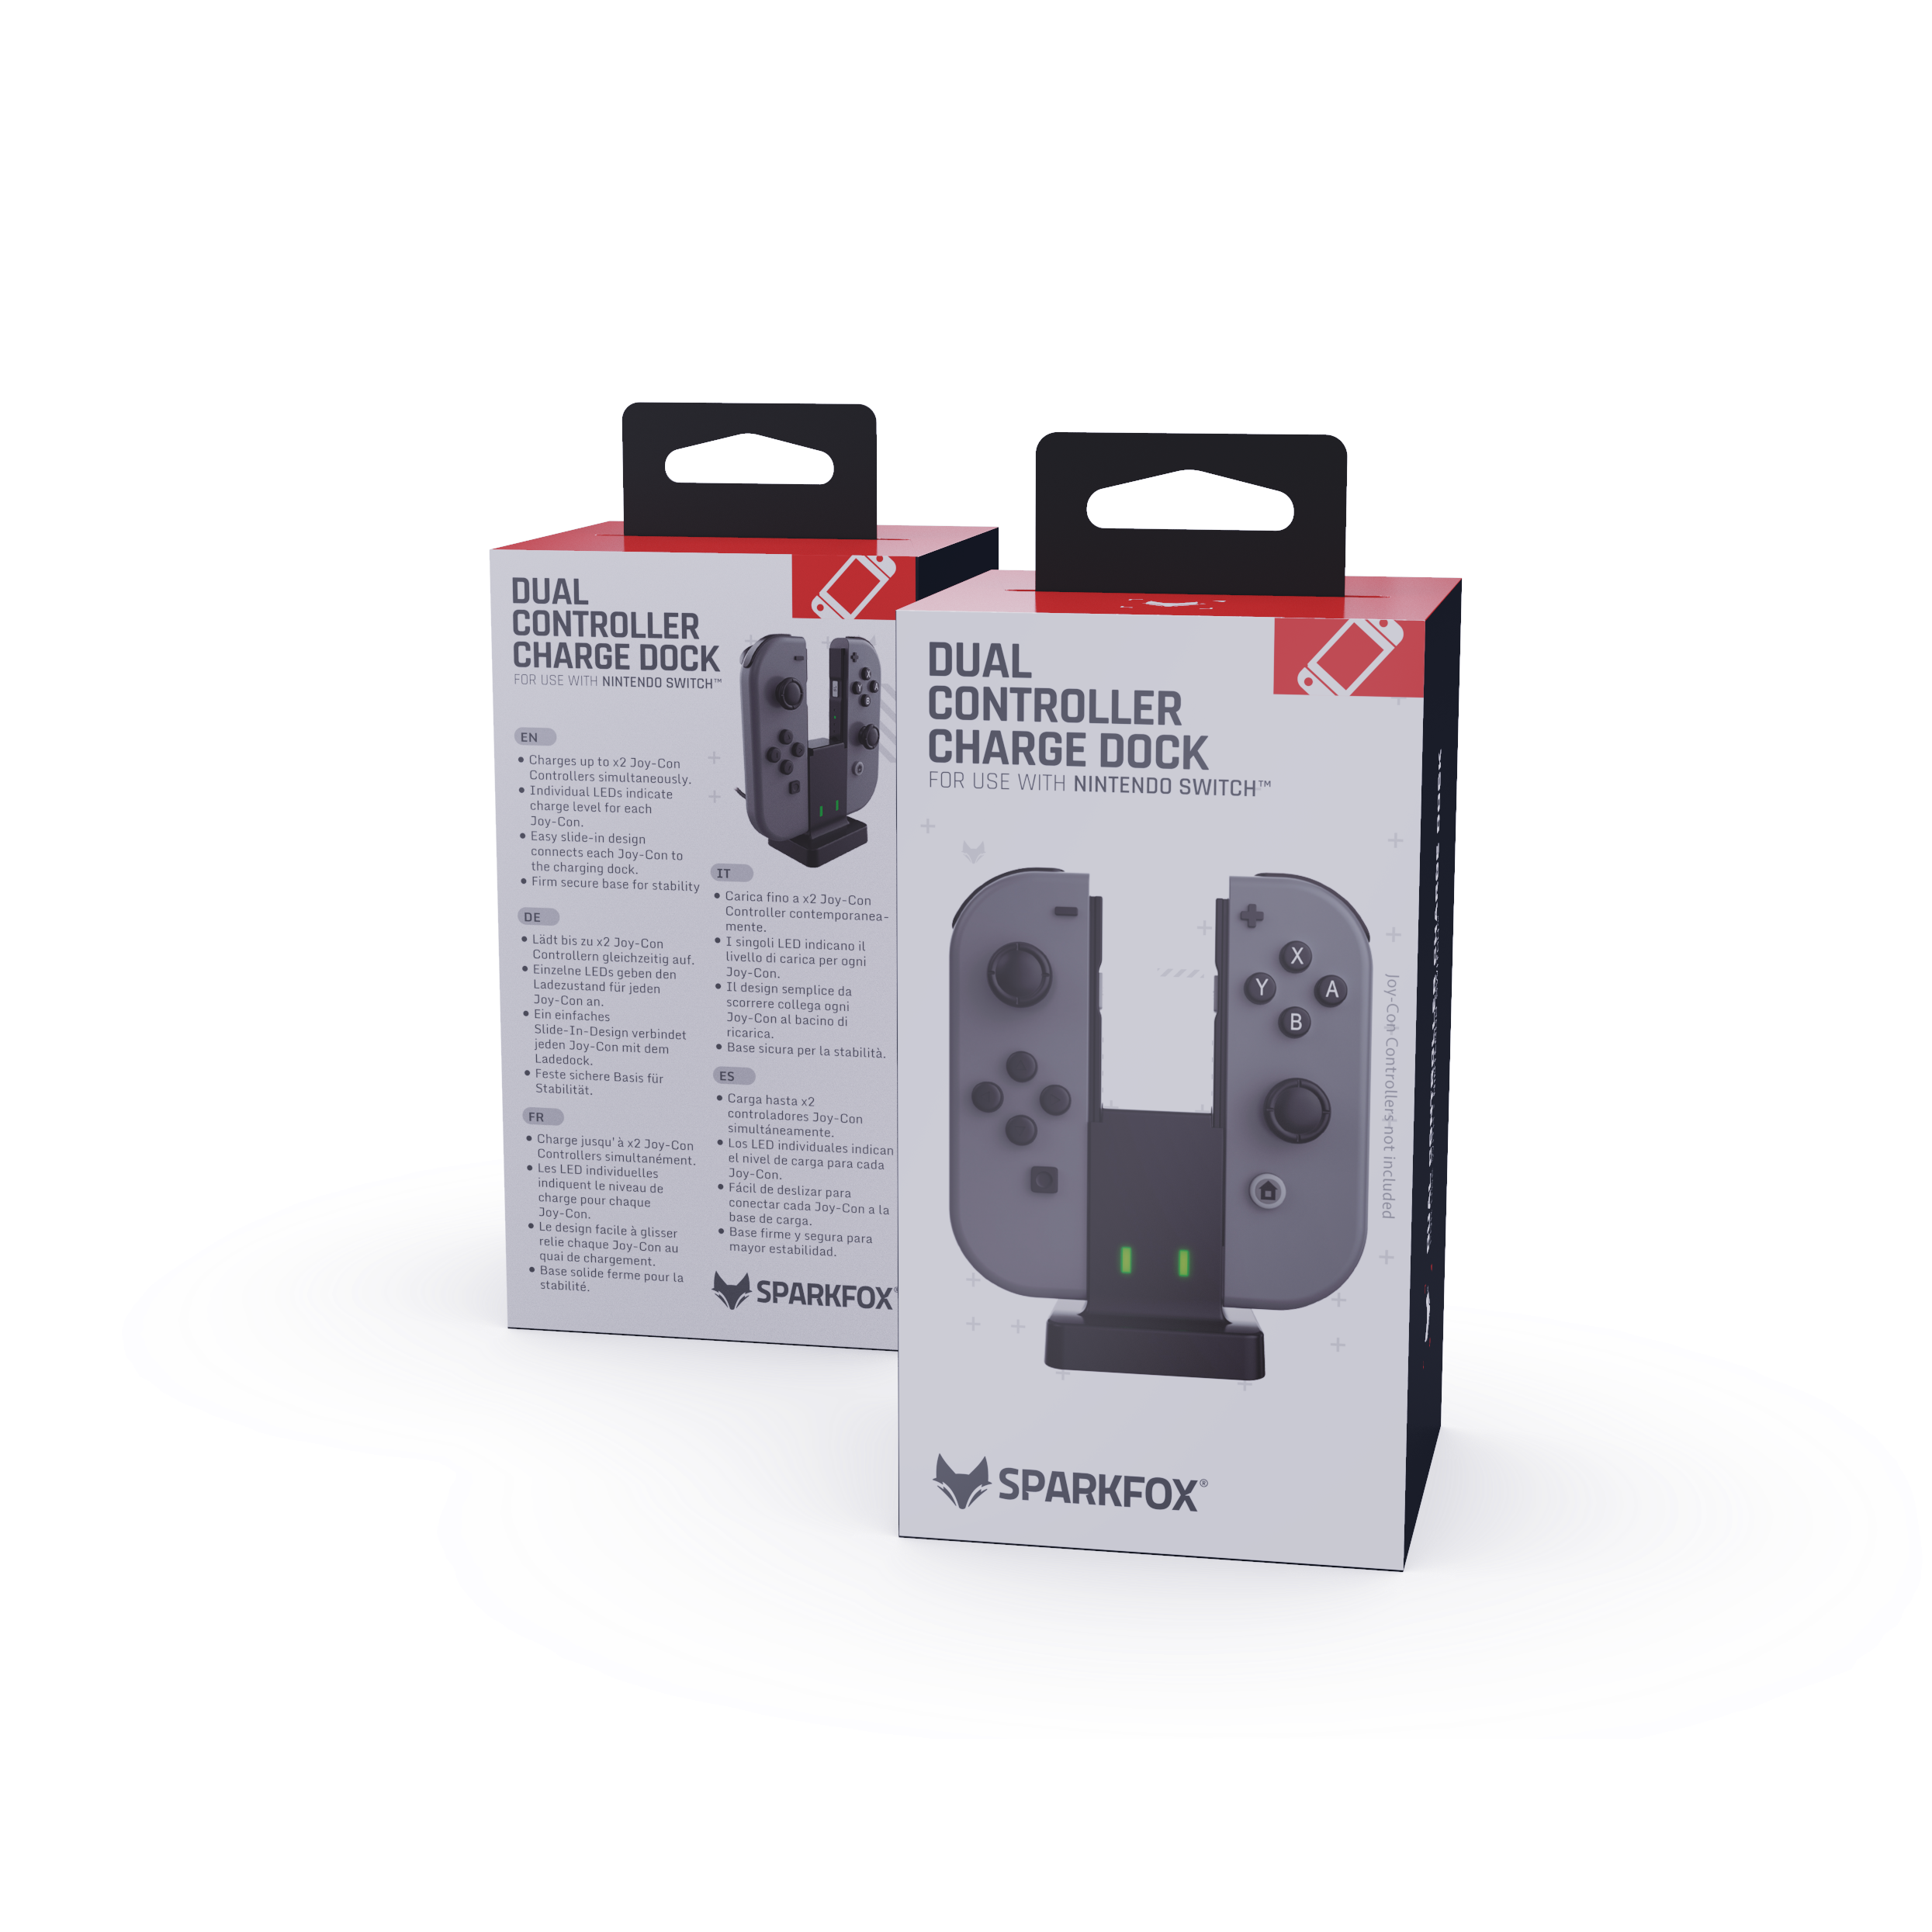 DUAL
CONTROLLER
CHARGE DOCK
FOR USE WITH NINTENDO SWITCH™
EN
• Charges up to x2 Joy-Con
Controllers simultaneously.
• Individual LEDs indicate
charge level for each
Joy-Con.
• Easy slide-in design
connects each Joy-Con to
the charging dock.
• Firm secure base for stability
DE
• Lädt bis zu x2 Joy-Con
Controllern gleichzeitig auf.
• Einzelne LEDs geben den
Ladezustand für jeden
Joy-Con an.
• Ein einfaches
Slide-In-Design verbindet
jeden Joy-Con mit dem
Ladedock.
• Feste sichere Basis für
Stabilität.
FR
• Charge jusqu'à x2 Joy-Con
Controllers simultanément.
• Les LED individuelles
indiquent le niveau de
charge pour chaque
Joy-Con.
• Le design facile à glisser
relie chaque Joy-Con au
quai de chargement.
• Base solide ferme pour la
stabilité.
IT
• Carica fino a x2 Joy-Con
Controller contemporanea-
mente.
• I singoli LED indicano il
livello di carica per ogni
Joy-Con.
• Il design semplice da
scorrere collega ogni
Joy-Con al bacino di
ricarica.
• Base sicura per la stabilità.
ES
• Carga hasta x2
controladores Joy-Con
simultáneamente.
• Los LED individuales indican
el nivel de carga para cada
Joy-Con.
• Fácil de deslizar para
conectar cada Joy-Con a la
base de carga.
• Base firme y segura para
mayor estabilidad.
SPARKFOX®
DUAL
CONTROLLER
CHARGE DOCK
FOR USE WITH NINTENDO SWITCH™
X
Y
A
B
Joy-Con Controllers not included
SPARKFOX®